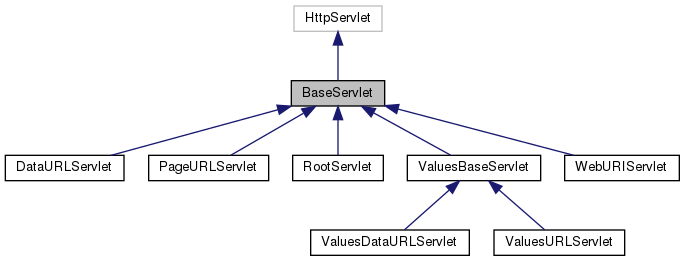 HttpServlet
BaseServlet
DataURLServlet
PageURLServlet
RootServlet
ValuesBaseServlet
WebURIServlet
ValuesDataURLServlet
ValuesURLServlet